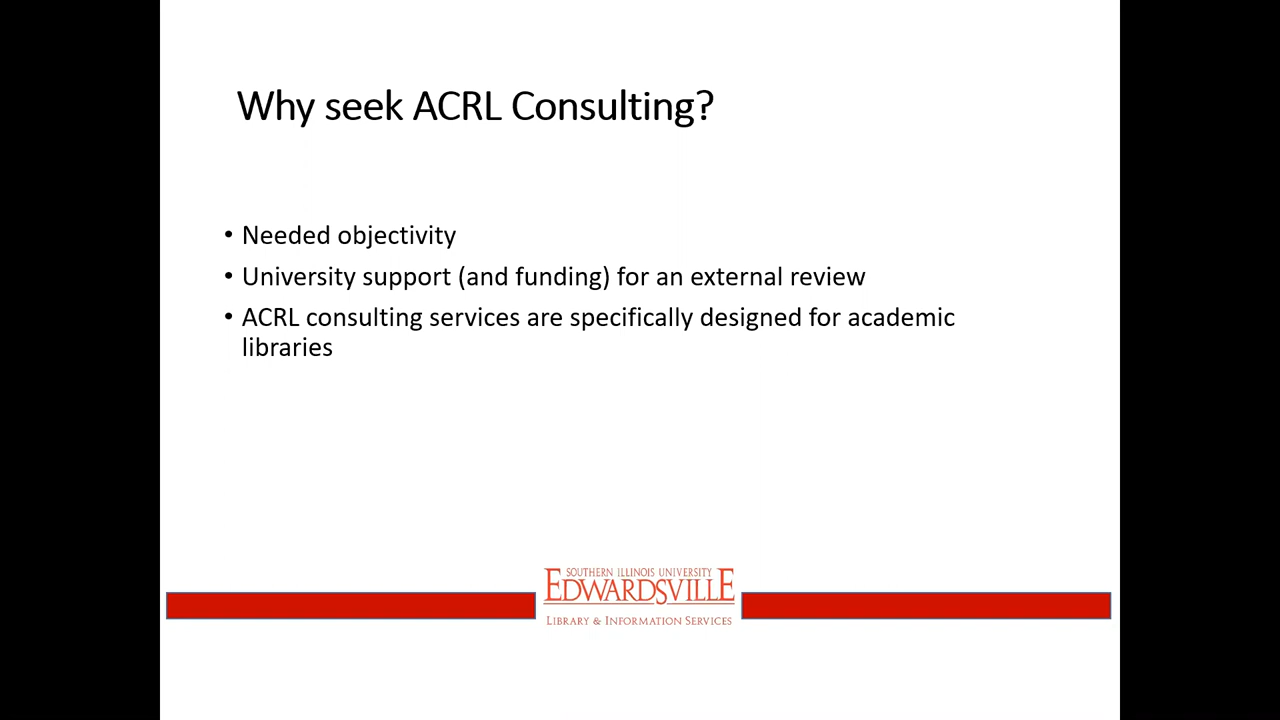 Why seek ACRL Consulting?
• Needed objectivity
• University support (and funding) for an external review
• ACRL consulting services are specifically designed for academic
libraries
SOUTHERN ILLINOIS UNIVERSITY
EDWARDSVILLE
LIBRARY & INFORMATION SERVICES